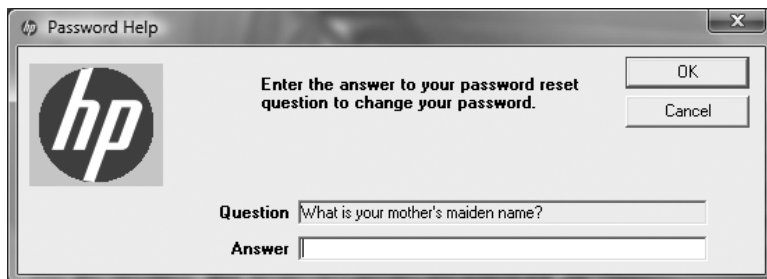 hp Password Help
X
hp
Enter the answer to your password reset
question to change your password.
OK
Cancel
Question What is your mother's maiden name?
Answer